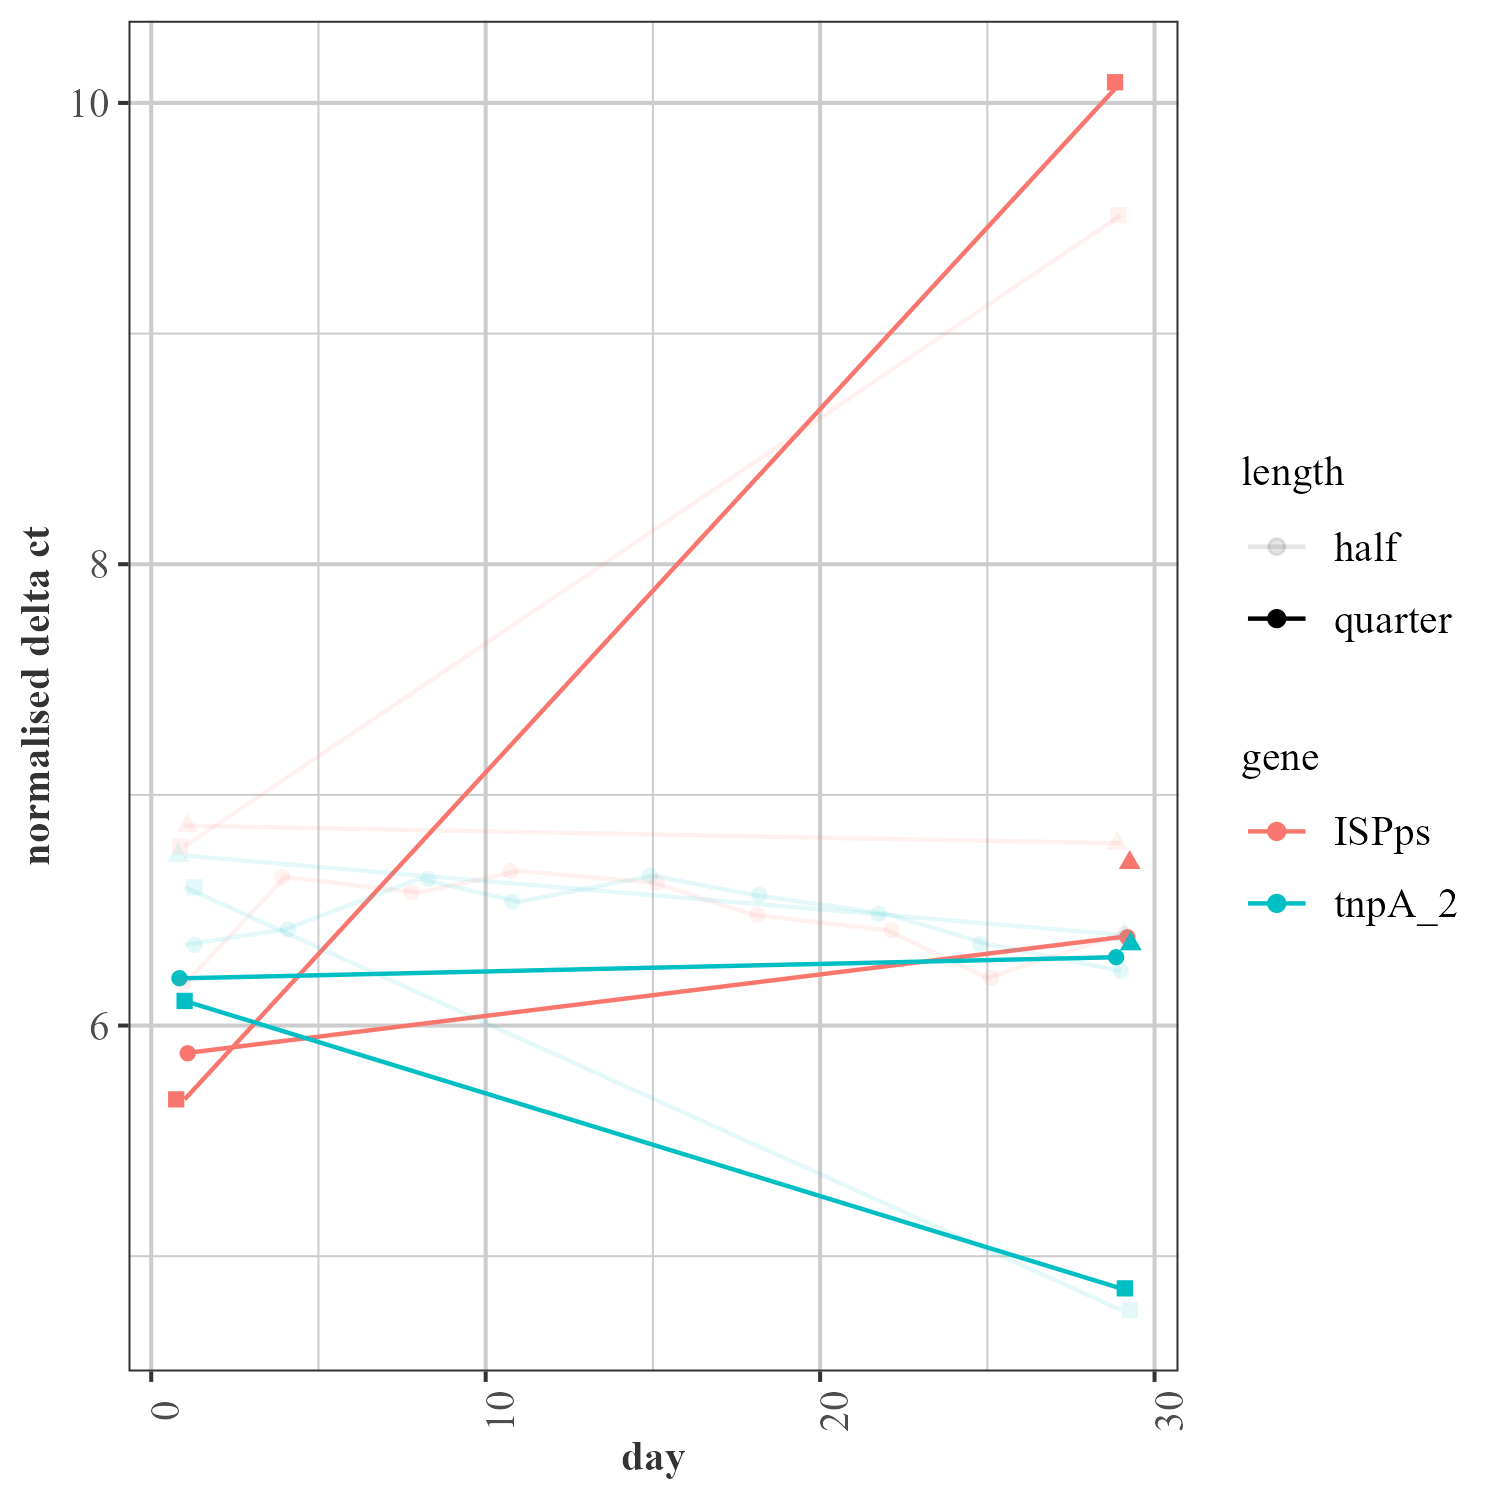 10
8
6
normalised delta ct
0
10
20
30
day
length
half
quarter
gene
ISPps
tnpA_2